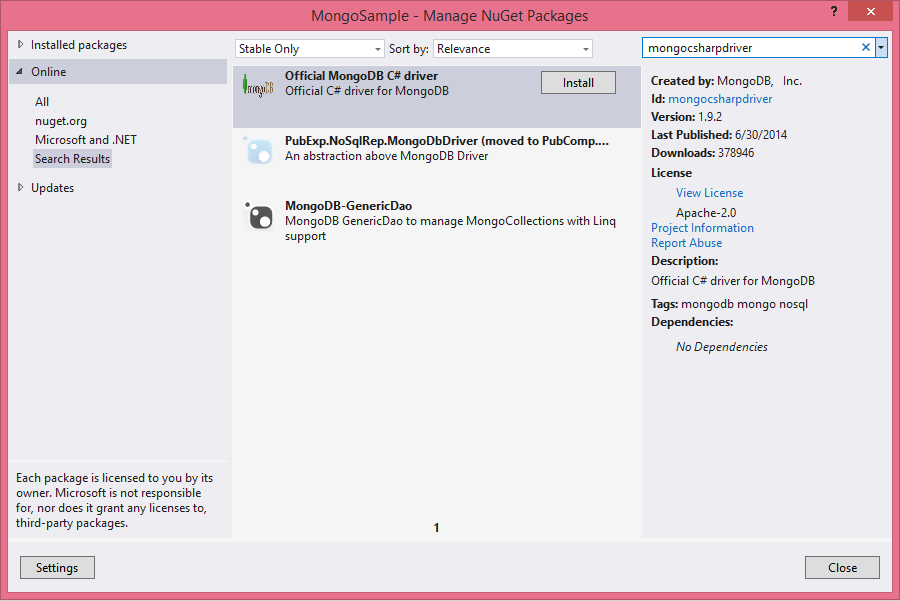 MongoSample - Manage NuGet Packages
?
Installed packages
Online
All
nuget.org
Microsoft and .NET
Search Results
Updates
Each package is licensed to you by its
owner. Microsoft is not responsible
for, nor does it grant any licenses to,
third-party packages.
Settings
Stable Only
Sort by: Relevance
mongoDB
Official MongoDB C# driver
Official C# driver for MongoDB
Install
PubExp.NoSqlRep.MongoDbDriver (moved to PubComp....
An abstraction above MongoDB Driver
MongoDB-GenericDao
MongoDB GenericDao to manage MongoCollections with Linq
support
1
mongocsharpdriver
Created by: MongoDB, Inc.
Id: mongocsharpdriver
Version: 1.9.2
Last Published: 6/30/2014
Downloads: 378946
License
View License
Apache-2.0
Project Information
Report Abuse
Description:
Official C# driver for MongoDB
Tags: mongodb mongo nosql
Dependencies:
No Dependencies
Close